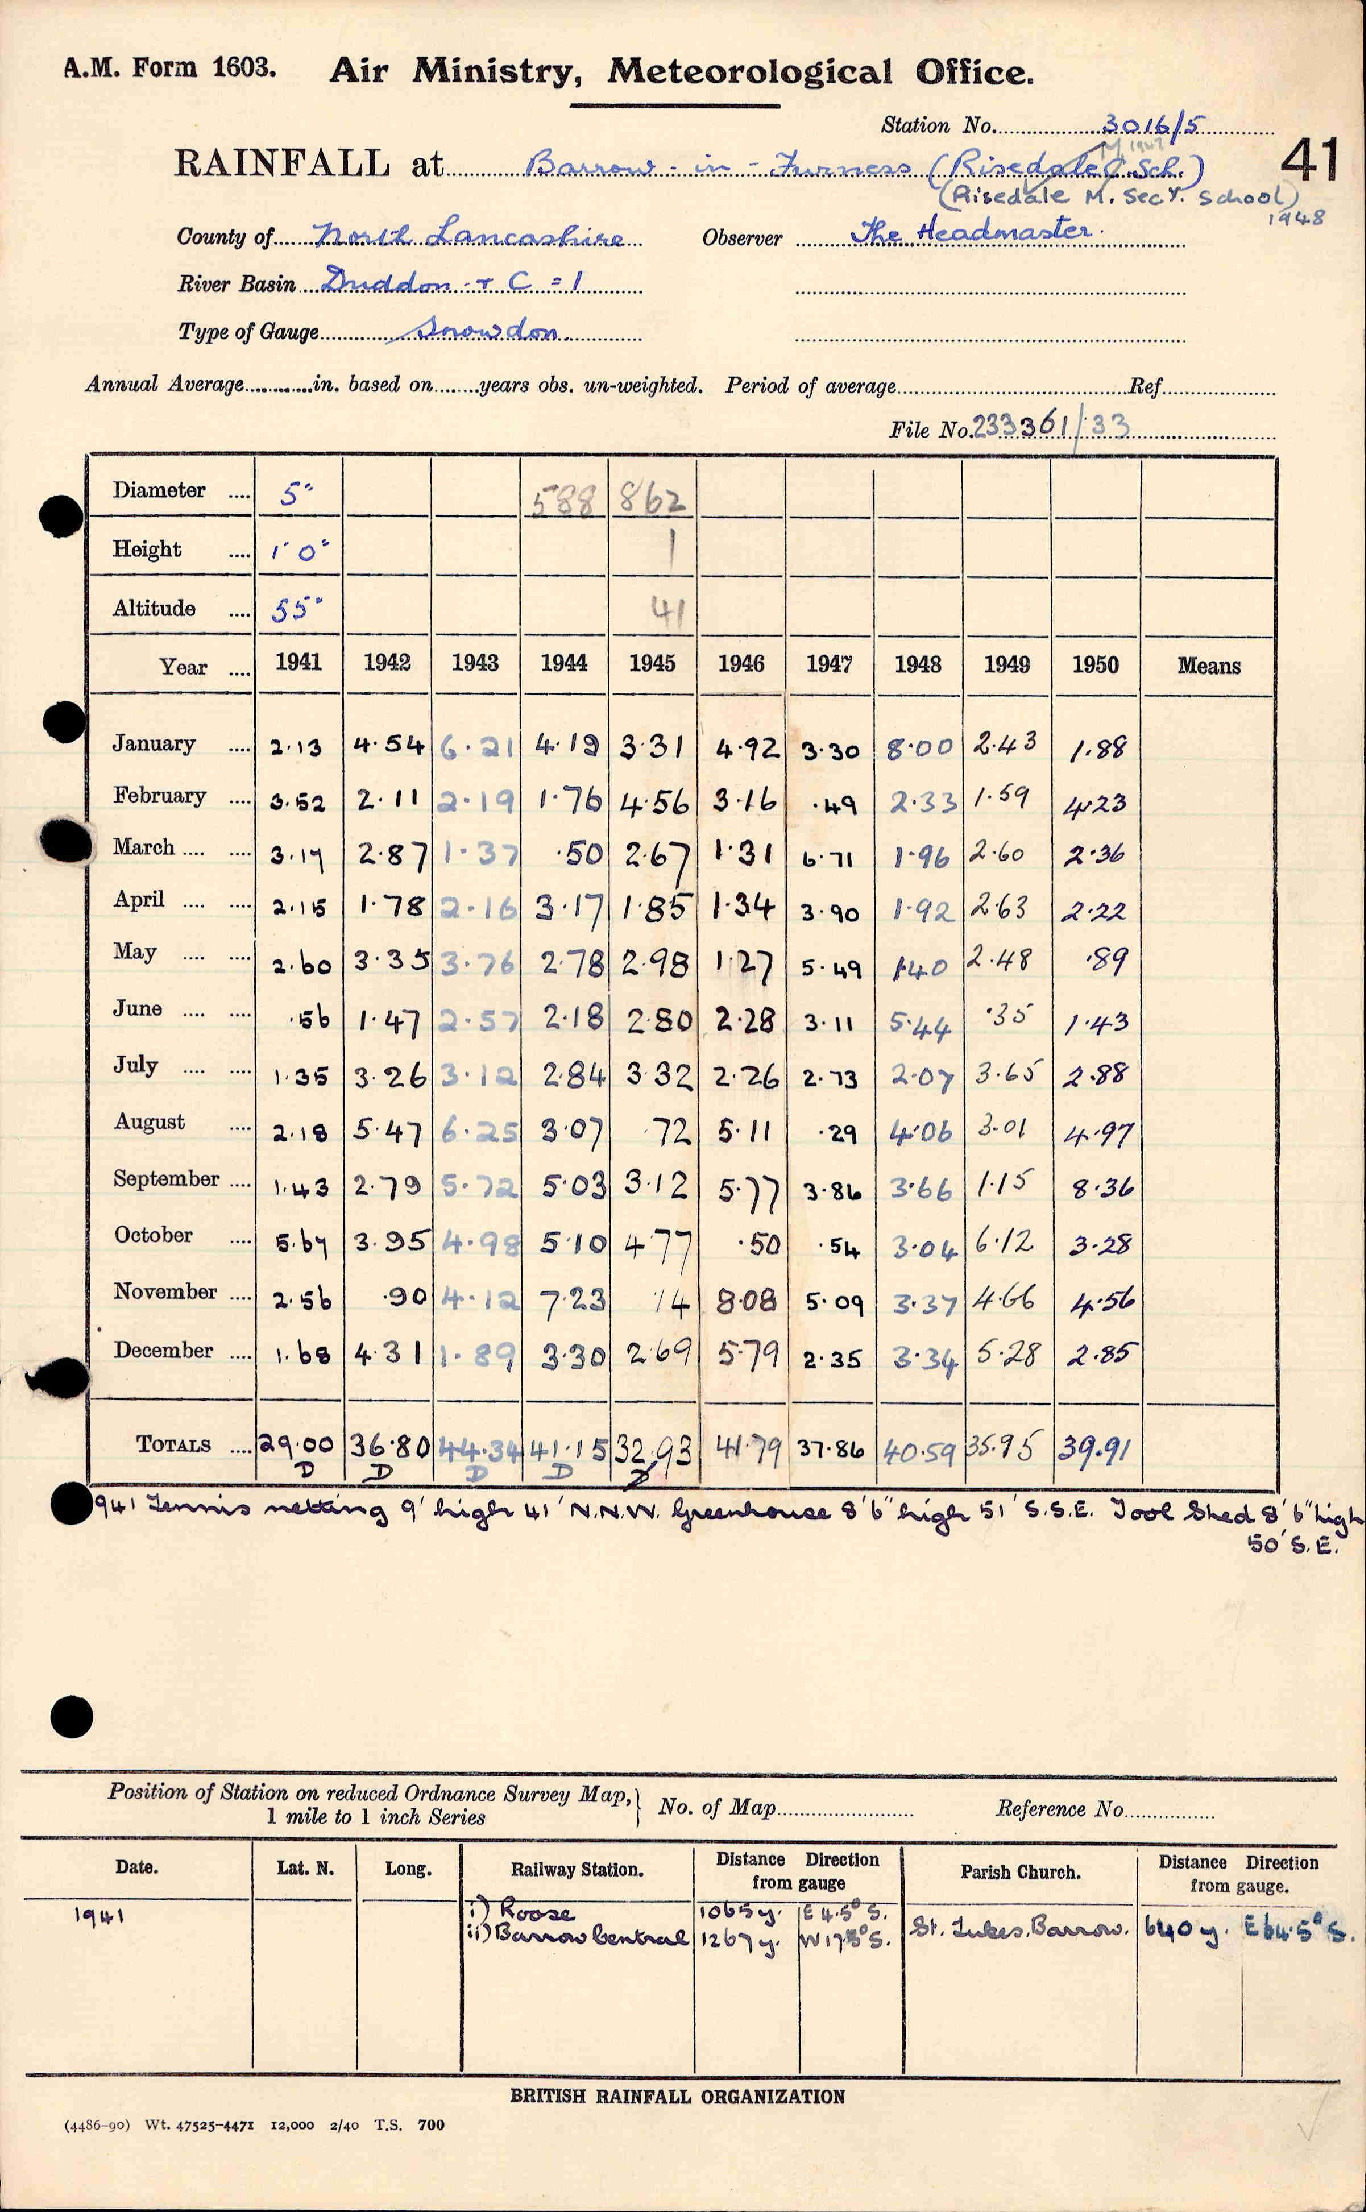 A.M. Form 1603. Air Ministry, Meteorological Office.
Station No. 3016/5
41
M 1947
RAINFALL at Barrow-in-Furness (Risedale C. Sch.)
(Risedale M. Secy. School) 1948
County of North Lancashire Observer The Headmaster.
River Basin Duddon + C = 1
Type of Gauge Snowdon.
Annual Average in. based on years obs. un-weighted. Period of average Ref.
File No. 233361/33
Diameter 5" 588 862
Height 1' 0" 1
Altitude 55' 41
Year 1941 1942 1943 1944 1945 1946 1947 1948 1949 1950 Means
January 2.13 4.54 6.21 4.19 3.31 4.92 3.30 8.00 2.43 1.88
February 3.52 2.11 2.19 1.76 4.56 3.16 .49 2.33 1.59 4.23
March 3.17 2.87 1.37 .50 2.67 1.31 6.71 1.96 2.60 2.36
April 2.15 1.78 2.16 3.17 1.85 1.34 3.90 1.92 2.63 2.22
May 2.60 3.35 3.76 2.78 2.98 1.27 5.49 1.40 2.48 .89
June .56 1.47 2.57 2.18 2.80 2.28 3.11 5.44 .35 1.43
July 1.35 3.26 3.12 2.84 3.32 2.26 2.73 2.07 3.65 2.88
August 2.18 5.47 6.25 3.07 .72 5.11 .29 4.06 3.01 4.97
September 1.43 2.79 5.72 5.03 3.12 5.77 3.86 3.66 1.15 8.36
October 5.67 3.95 4.98 5.10 4.77 .50 .54 3.04 6.12 3.28
November 2.56 .90 4.12 7.23 .14 8.08 5.09 3.37 4.66 4.56
December 1.68 4.31 1.89 3.30 2.69 5.79 2.35 3.34 5.28 2.85
TOTALS 29.00 36.80 44.34 41.15 32.93 41.79 37.86 40.59 35.95 39.91
D D D D D
941 Tennis netting 9' high 41' N.N.W. Greenhouse 8'6" high 51' S.S.E. Tool Shed 8'6" high
50' S.E.
Position of Station on reduced Ordnance Survey Map,
1 mile to 1 inch Series } No. of Map Reference No.
Date. Lat. N. Long. Railway Station. Distance Direction from gauge Parish Church. Distance Direction from gauge.
1941 i) Roose 1065 y. E 4.5° S. St. Lukes, Barrow. 640 y. E 64.5° S.
ii) Barrow Central 1267 y. W 17.5° S.
BRITISH RAINFALL ORGANIZATION
(4486-90) Wt. 47525-4471 12,000 2/40 T.S. 700